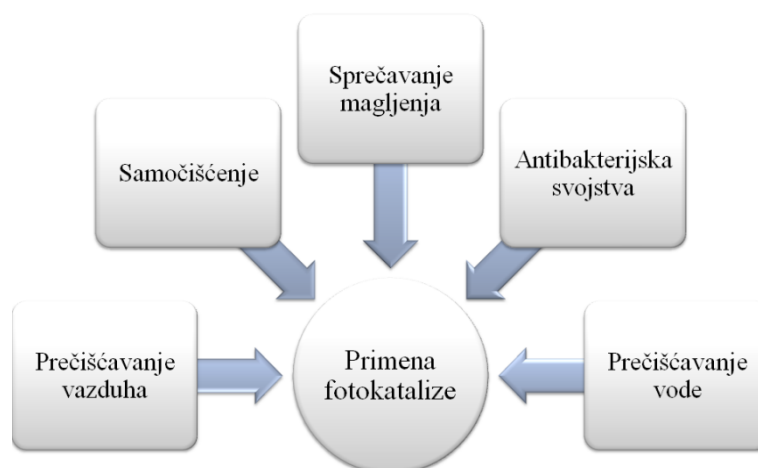 Sprečavanje
magljenja
Samočišćenje
Antibakterijska
svojstva
Prečišćavanje
vazduha
Primena
fotokatalize
Prečišćavanje
vode